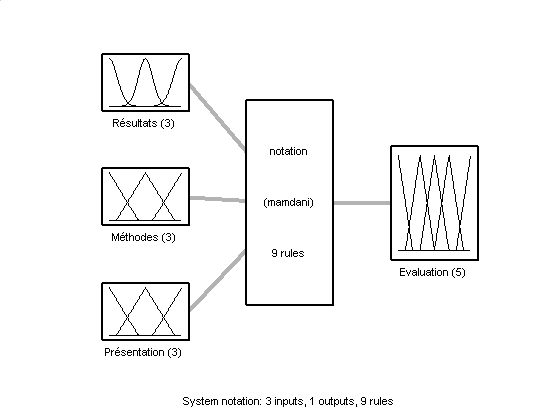 Résultats (3)
Méthodes (3)
Présentation (3)
notation
(mamdani)
9 rules
Evaluation (5)
System notation: 3 inputs, 1 outputs, 9 rules